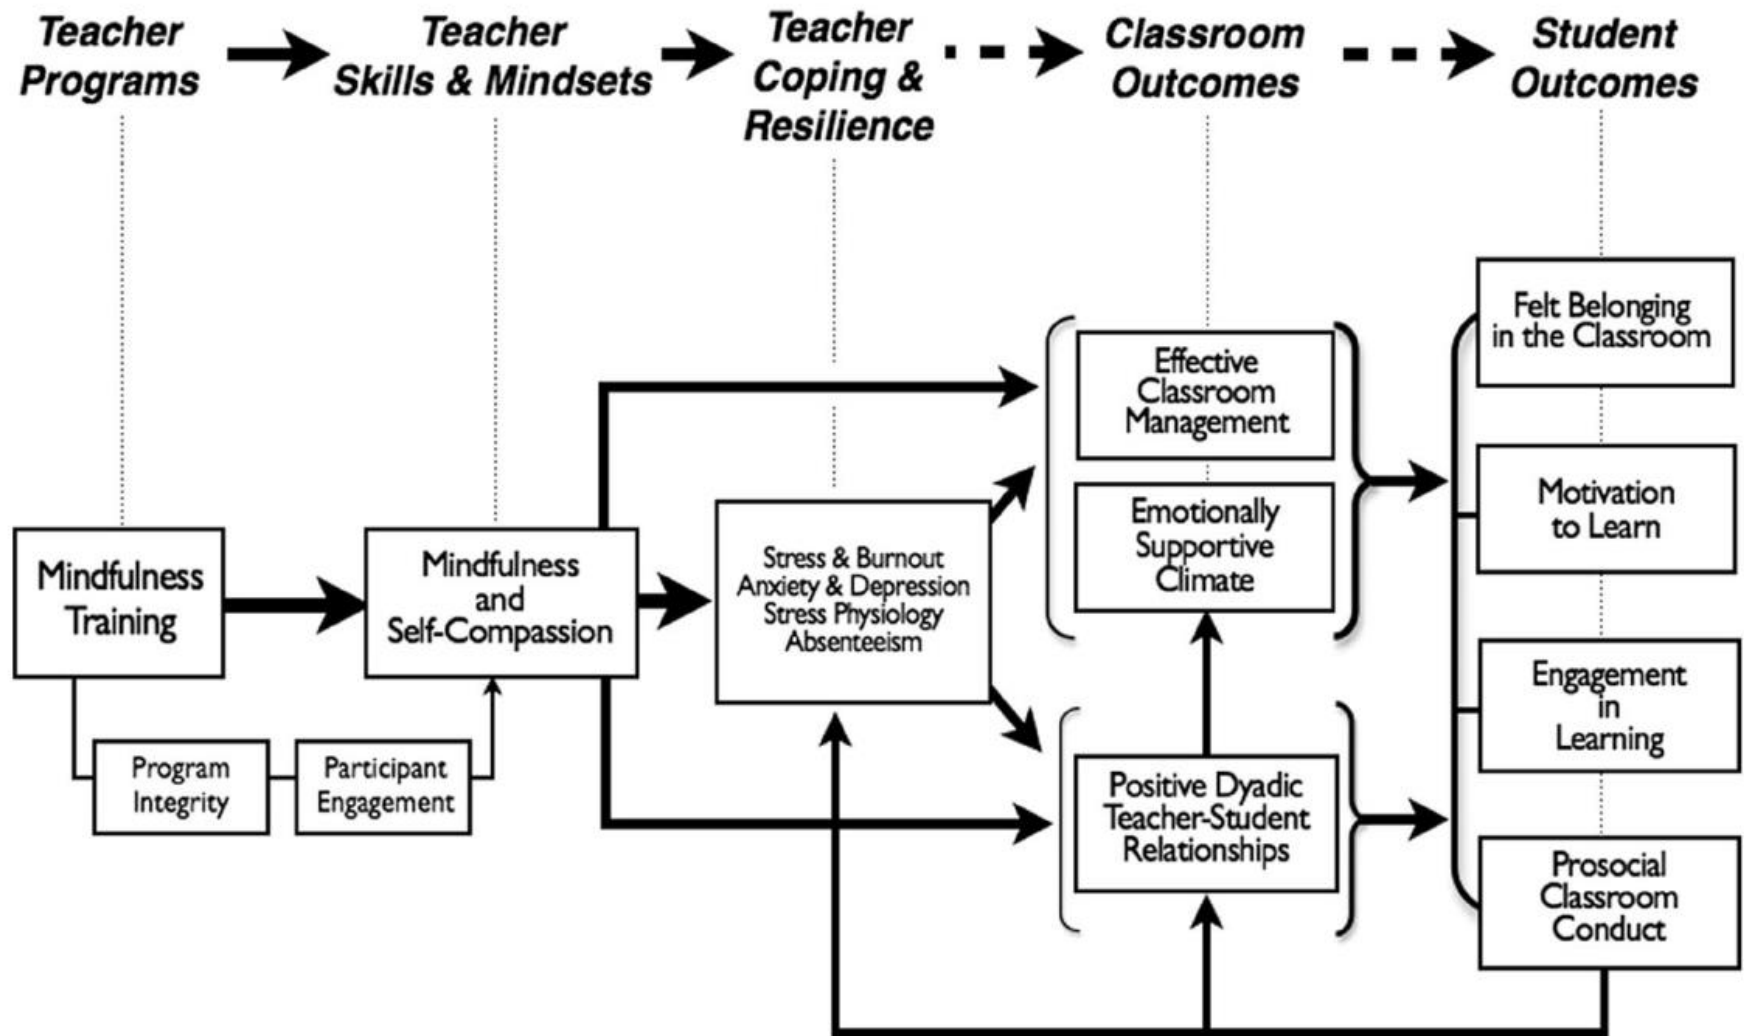 Teacher
Programs
Teacher
Skills & Mindsets
Teacher
Coping &
Resilience
Classroom
Outcomes
Student
Outcomes
Mindfulness
Training
Program
Integrity
Participant
Engagement
Mindfulness
and
Self-Compassion
Stress & Burnout
Anxiety & Depression
Stress Physiology
Absenteeism
Effective
Classroom
Management
Emotionally
Supportive
Climate
Positive Dyadic
Teacher-Student
Relationships
Felt Belonging
in the Classroom
Motivation
to Learn
Engagement
in
Learning
Prosocial
Classroom
Conduct